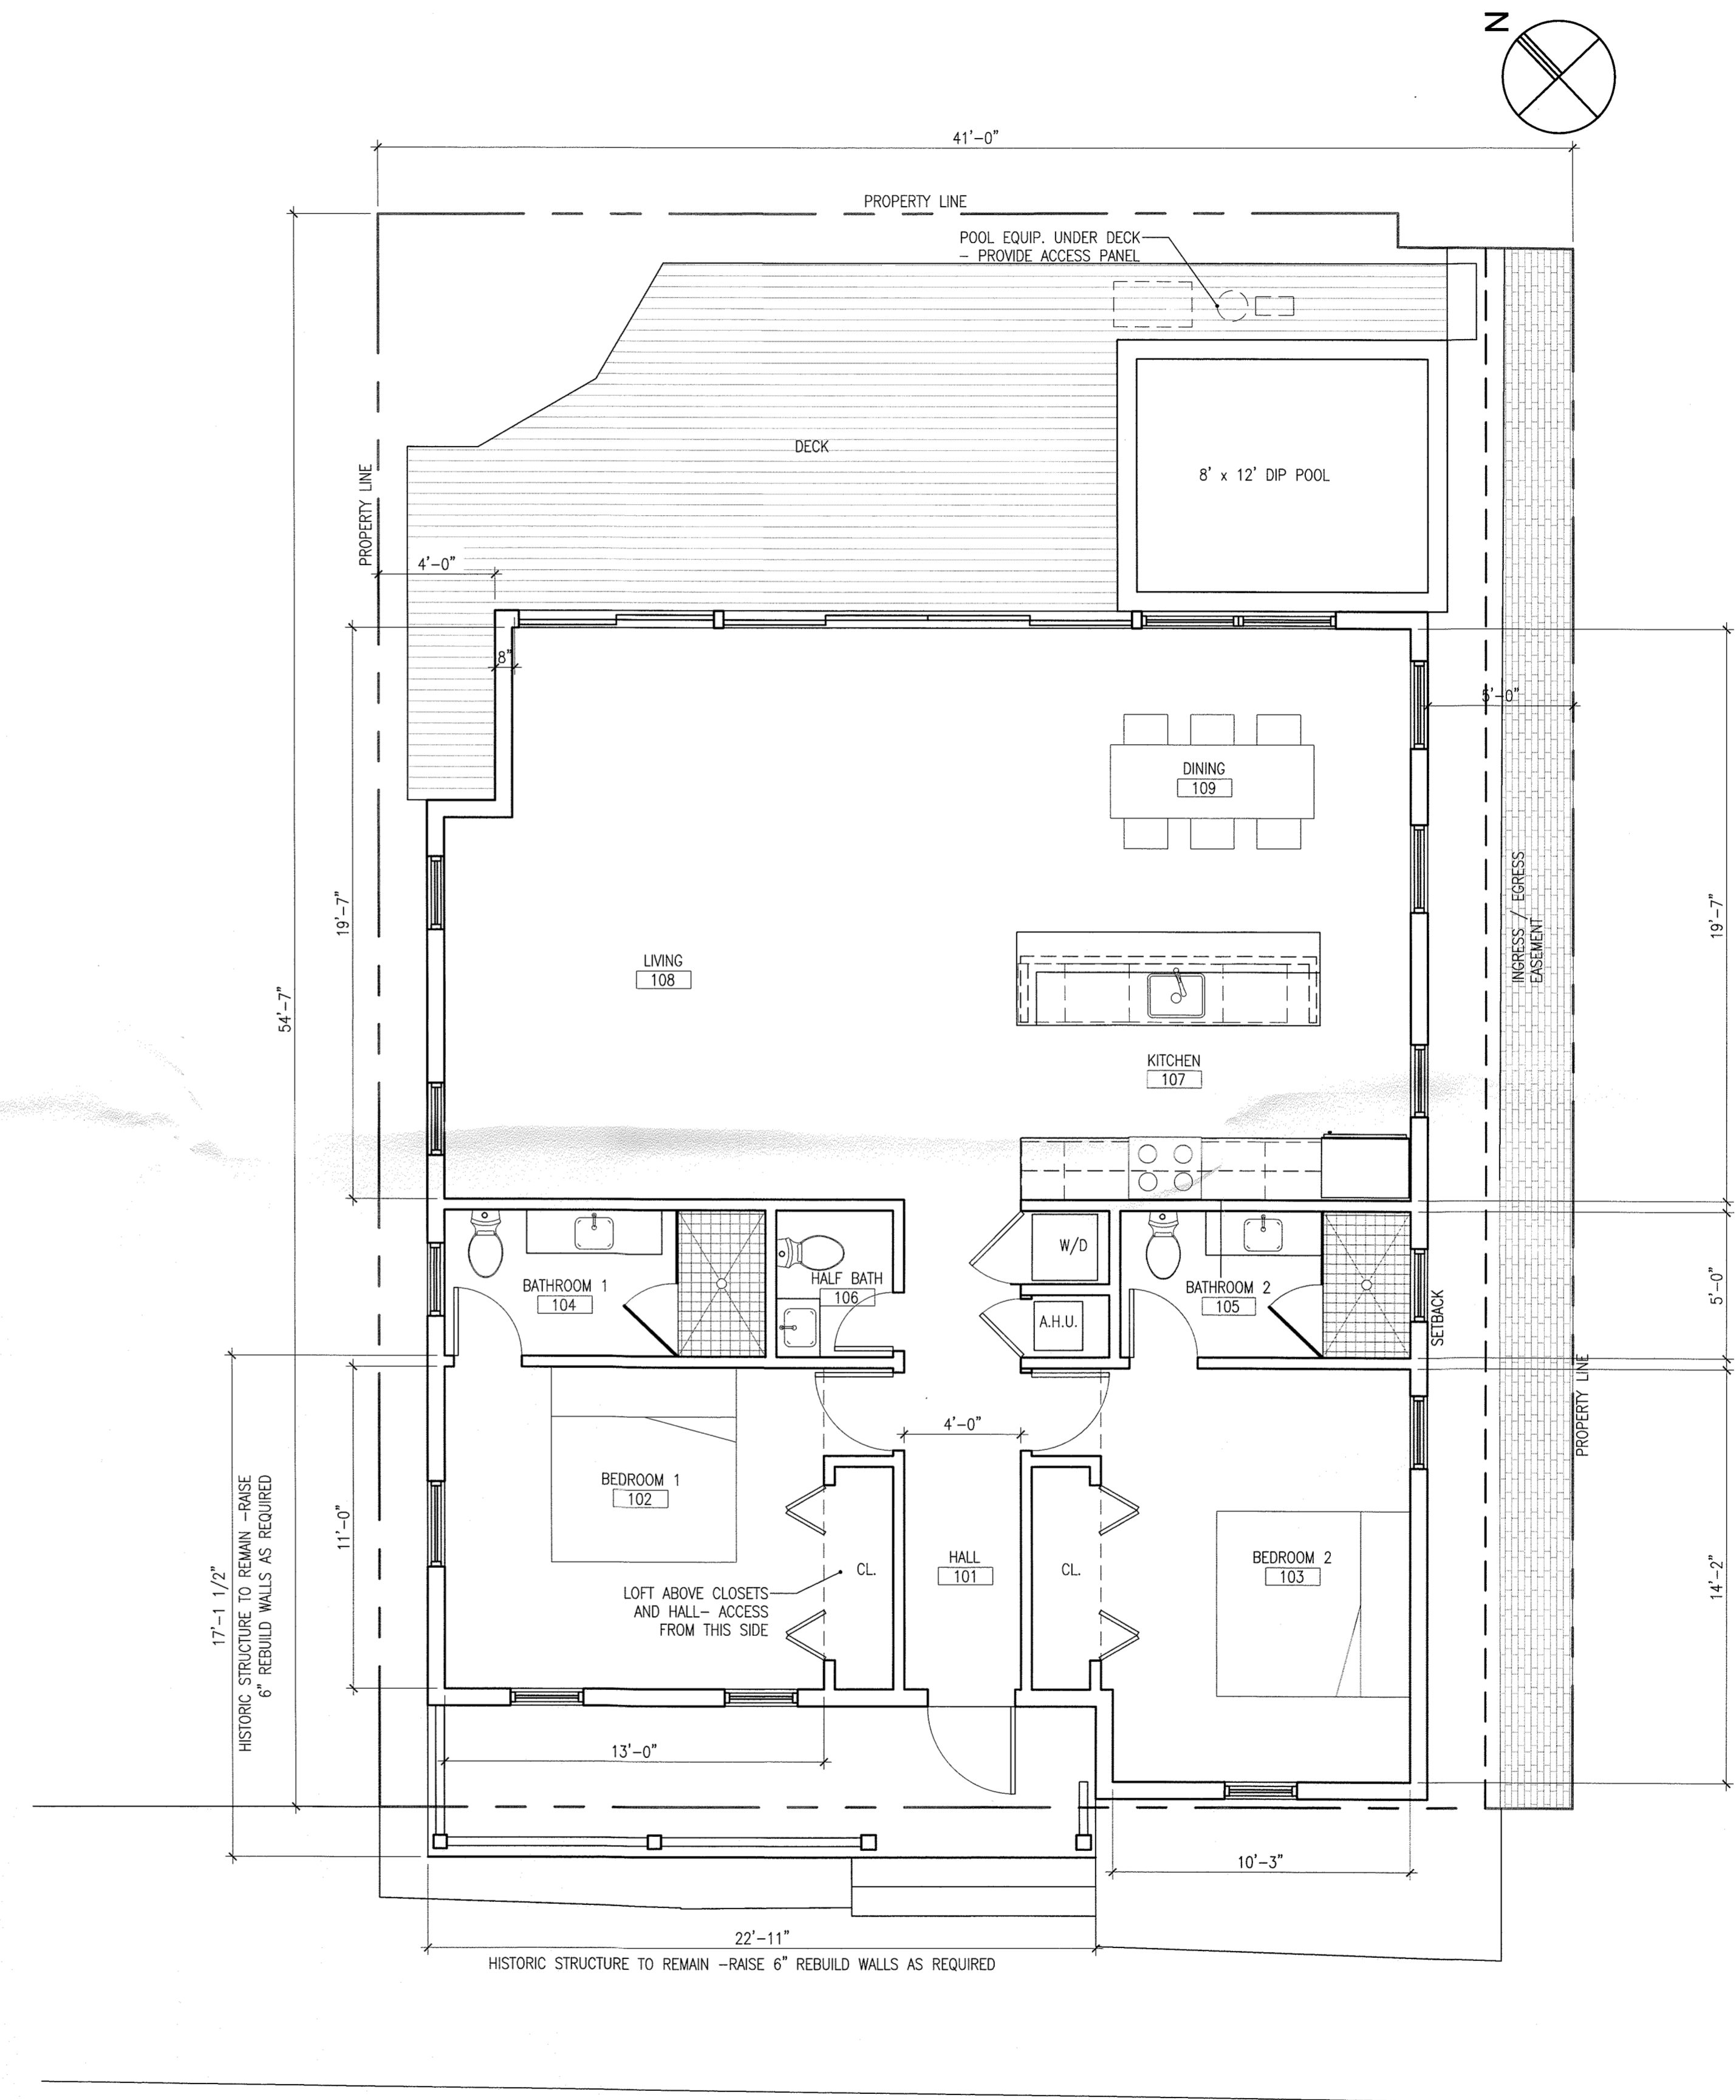 N
41'-0"
PROPERTY LINE
POOL EQUIP. UNDER DECK
- PROVIDE ACCESS PANEL
DECK
8' x 12' DIP POOL
PROPERTY LINE
4'-0"
8"
5'-0"
DINING
109
19'-7"
19'-7"
INGRESS / EGRESS
EASEMENT
LIVING
108
54'-7"
KITCHEN
107
W/D
BATHROOM 1
104
HALF BATH
106
BATHROOM 2
105
5'-0"
A.H.U.
SETBACK
PROPERTY LINE
4'-0"
BEDROOM 1
102
11'-0"
17'-1 1/2"
HISTORIC STRUCTURE TO REMAIN -RAISE
6" REBUILD WALLS AS REQUIRED
CL.
HALL
101
CL.
BEDROOM 2
103
14'-2"
LOFT ABOVE CLOSETS
AND HALL- ACCESS
FROM THIS SIDE
13'-0"
10'-3"
22'-11"
HISTORIC STRUCTURE TO REMAIN -RAISE 6" REBUILD WALLS AS REQUIRED